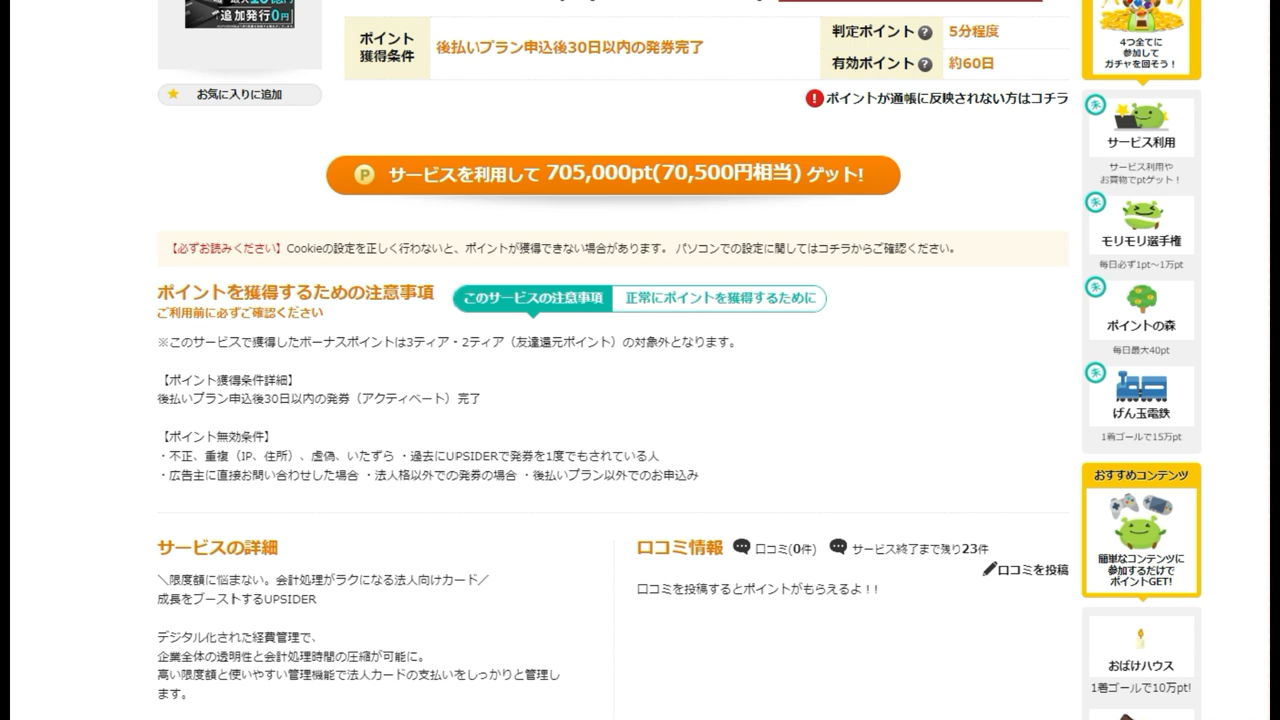 追加発行0円
お気に入りに追加
ポイント
獲得条件
後払いプラン申込後30日以内の発券完了
判定ポイント ? 5分程度
有効ポイント ? 約60日
! ポイントが通帳に反映されない方はコチラ
P サービスを利用して 705,000pt(70,500円相当) ゲット!
【必ずお読みください】Cookieの設定を正しく行わないと、ポイントが獲得できない場合があります。 パソコンでの設定に関してはコチラからご確認ください。
ポイントを獲得するための注意事項
ご利用前に必ずご確認ください
このサービスの注意事項 正常にポイントを獲得するために
※このサービスで獲得したボーナスポイントは3ティア・2ティア（友達還元ポイント）の対象外となります。
【ポイント獲得条件詳細】
後払いプラン申込後30日以内の発券（アクティベート）完了
【ポイント無効条件】
・不正、重複（IP、住所）、虚偽、いたずら ・過去にUPSIDERで発券を1度でもされている人
・広告主に直接お問い合わせした場合 ・法人格以外での発券の場合 ・後払いプラン以外でのお申込み
サービスの詳細
＼限度額に悩まない。会計処理がラクになる法人向けカード／
成長をブーストするUPSIDER
デジタル化された経費管理で、
企業全体の透明性と会計処理時間の圧縮が可能に。
高い限度額と使いやすい管理機能で法人カードの支払いをしっかりと管理し
ます。
口コミ情報 口コミ(0件) サービス終了まで残り23件
口コミを投稿
口コミを投稿するとポイントがもらえるよ！！
4つ全てに
参加して
ガチャを回そう！
未
サービス利用
サービス利用や
お買物でptゲット！
未
モリモリ選手権
毎日必ず1pt～1万pt
未
ポイントの森
毎日最大40pt
未
げん玉電鉄
1着ゴールで15万pt
おすすめコンテンツ
簡単なコンテンツに
参加するだけで
ポイントGET!
おばけハウス
1着ゴールで10万pt!